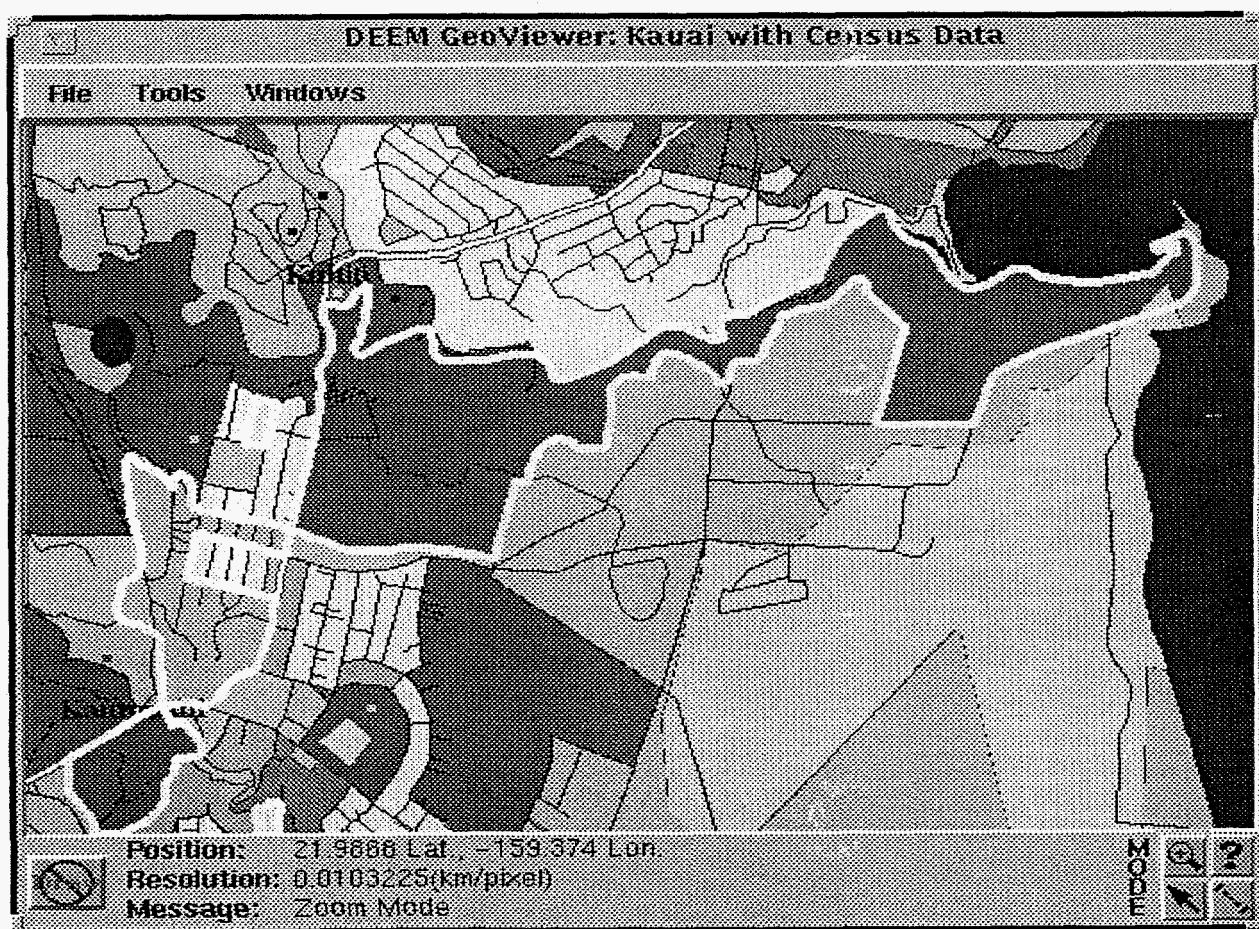 DEEM GeoViewer: Kauai with Census Data
File Tools Windows
Position: 21.9866 Lat., -159.374 Lon.
Resolution: 0.0103225(km/pixel)
Message: Zoom Mode
MODE